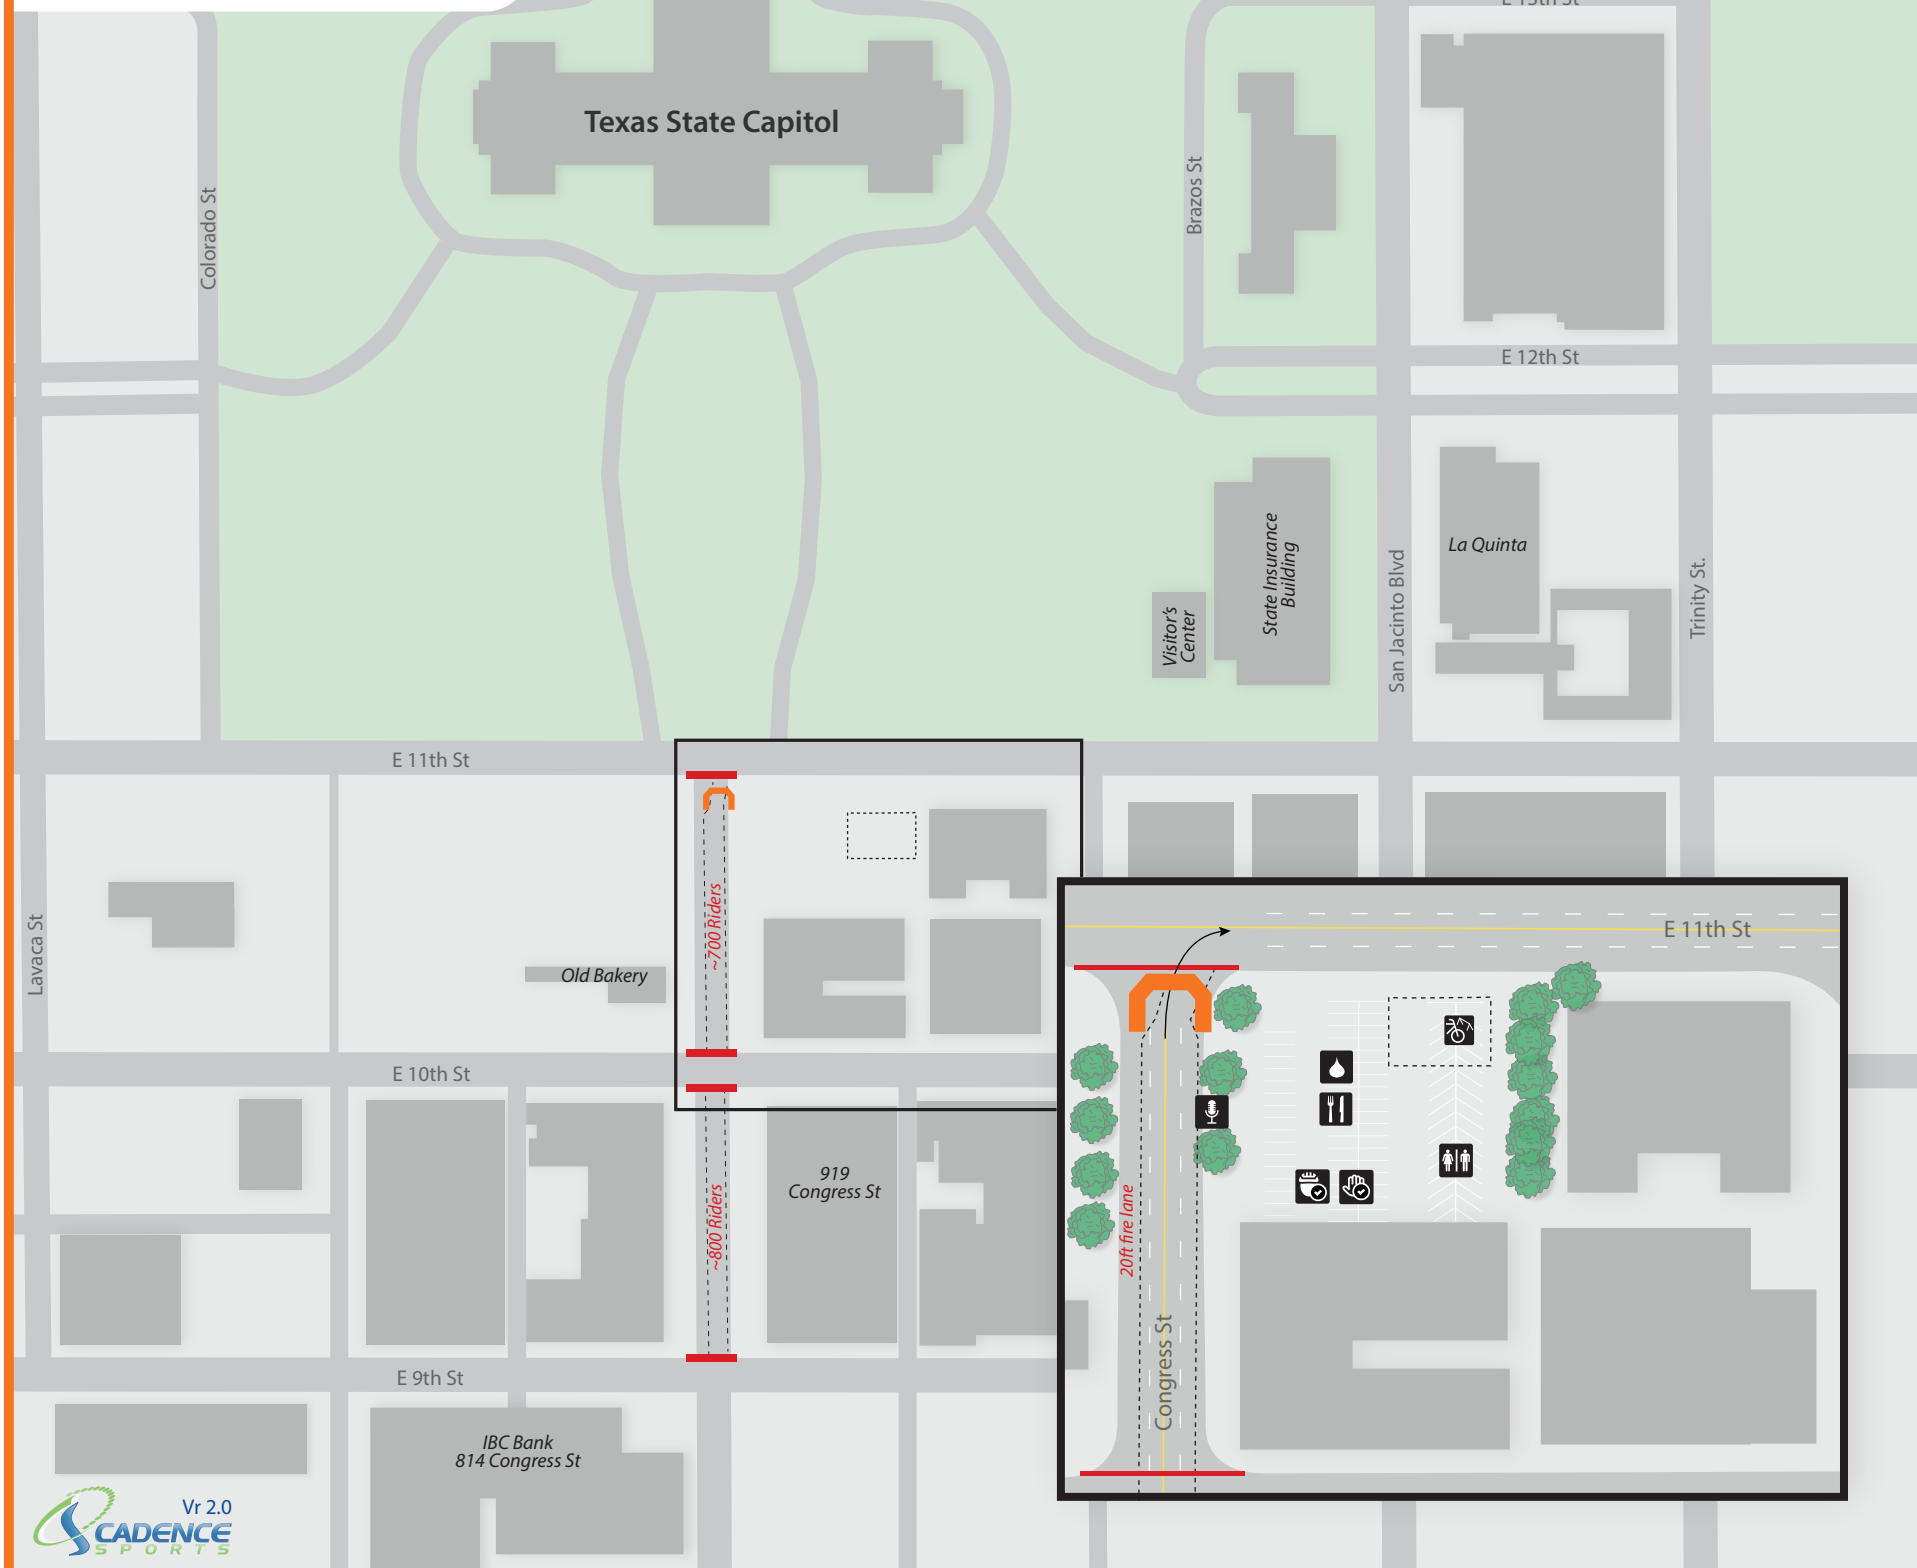 E 13th St
Texas State Capitol
Colorado St
Brazos St
E 12th St
State Insurance
Building
Visitor's
Center
San Jacinto Blvd
La Quinta
Trinity St.
E 11th St
~700 Riders
Lavaca St
Old Bakery
E 10th St
919
Congress St
~800 Riders
E 9th St
IBC Bank
814 Congress St
E 11th St
20ft fire lane
Congress St
Vr 2.0
CADENCE
SPORTS